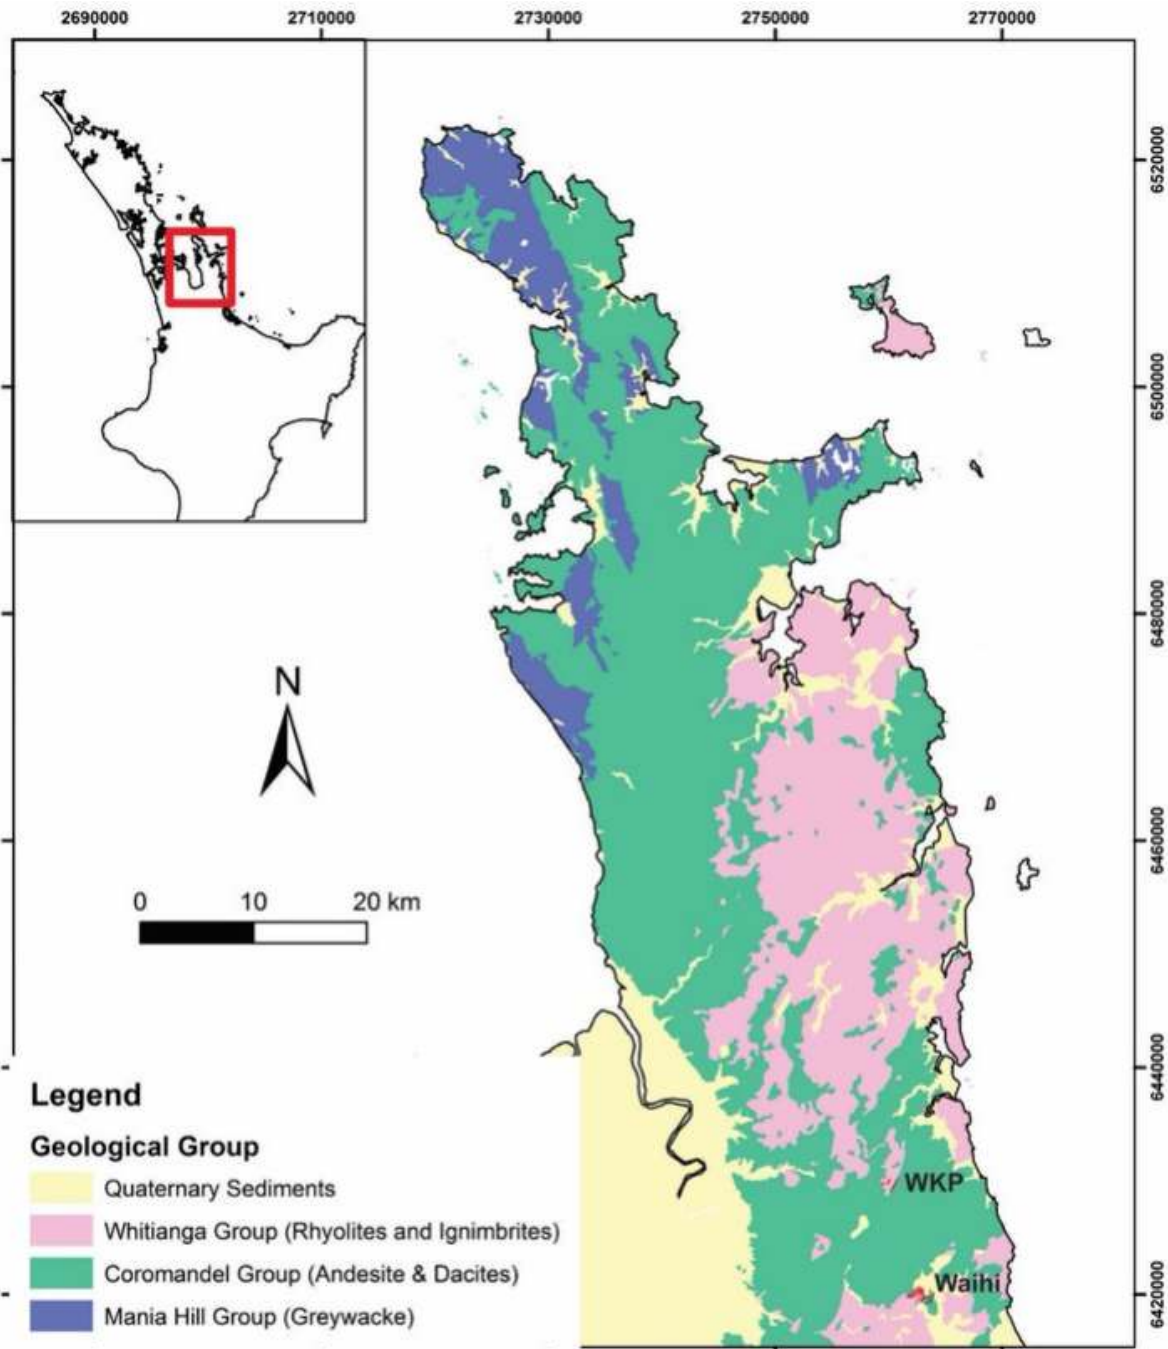 2690000 2710000 2730000 2750000 2770000
6520000
6500000
6480000
6460000
6440000
6420000
N
0 10 20 km
WKP
Waihi
Legend
Geological Group
Quaternary Sediments
Whitianga Group (Rhyolites and Ignimbrites)
Coromandel Group (Andesite & Dacites)
Mania Hill Group (Greywacke)